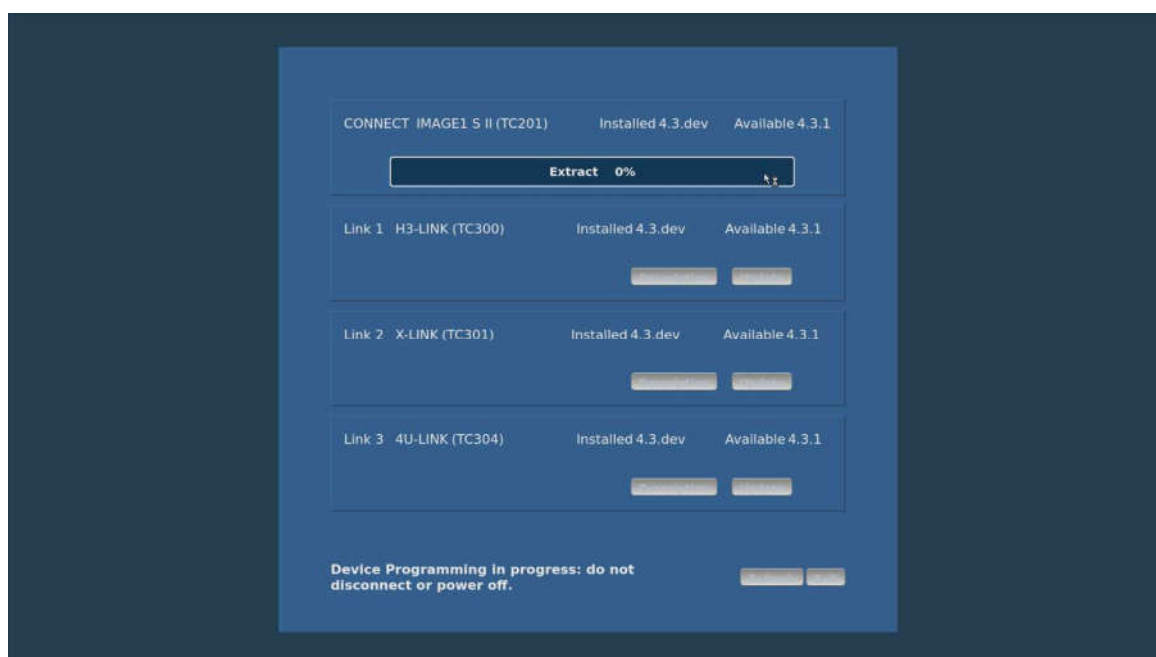 CONNECT IMAGE1 S II (TC201) Installed 4.3.dev Available 4.3.1
Extract 0%
Link 1 H3-LINK (TC300) Installed 4.3.dev Available 4.3.1
Link 2 X-LINK (TC301) Installed 4.3.dev Available 4.3.1
Link 3 4U-LINK (TC304) Installed 4.3.dev Available 4.3.1
Device Programming in progress: do not
disconnect or power off.